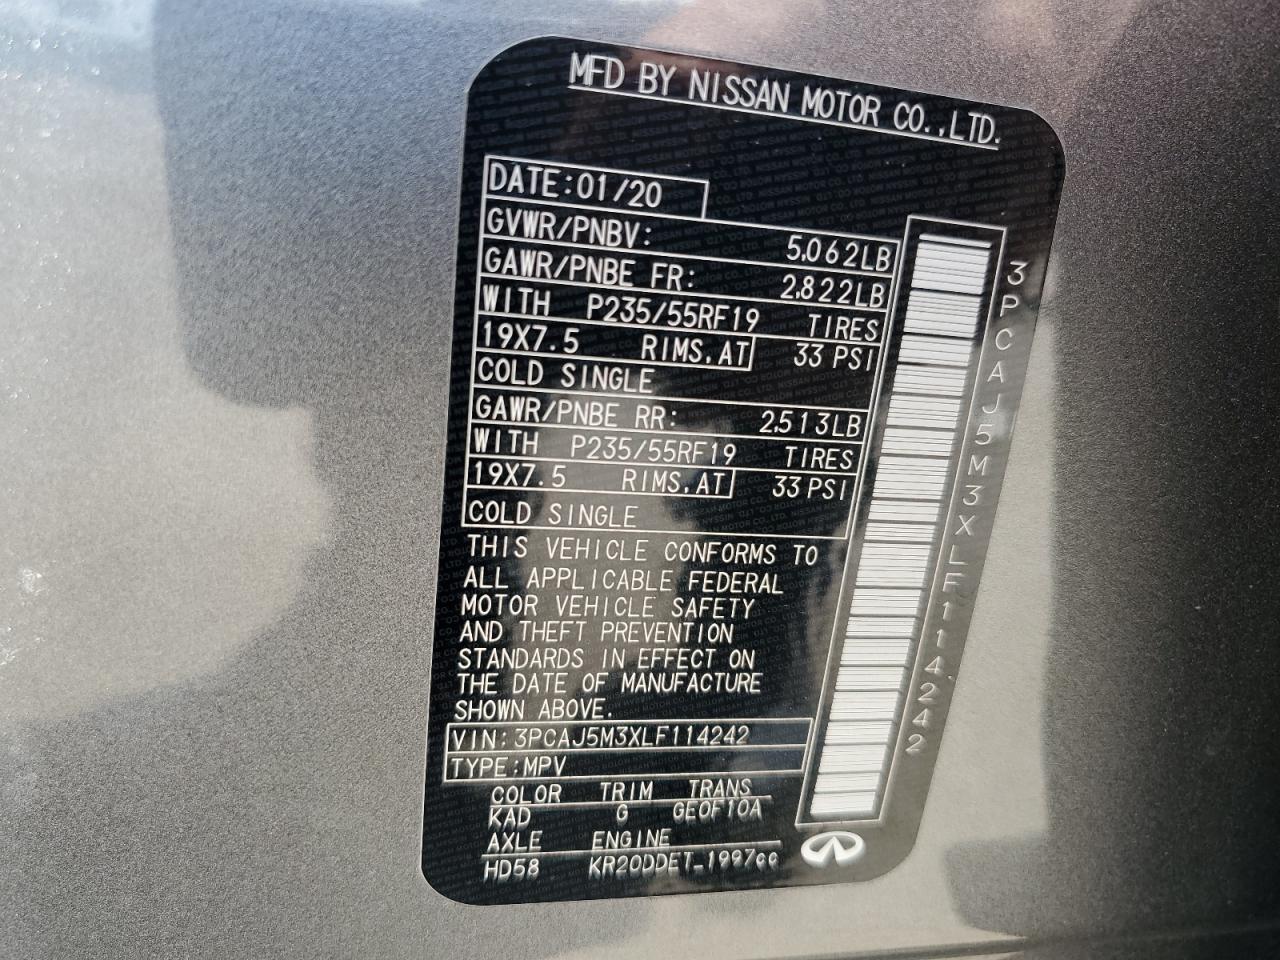 MFD BY NISSAN MOTOR CO.,LTD.
DATE:01/20
GVWR/PNBV: 5,062LB
GAWR/PNBE FR: 2,822LB
WITH P235/55RF19 TIRES
19X7.5 RIMS,AT 33 PSI
COLD SINGLE
GAWR/PNBE RR: 2,513LB
WITH P235/55RF19 TIRES
19X7.5 RIMS,AT 33 PSI
COLD SINGLE
THIS VEHICLE CONFORMS TO
ALL APPLICABLE FEDERAL
MOTOR VEHICLE SAFETY
AND THEFT PREVENTION
STANDARDS IN EFFECT ON
THE DATE OF MANUFACTURE
SHOWN ABOVE.
VIN:3PCAJ5M3XLF114242
TYPE:MPV
COLOR TRIM TRANS
KAD G GE0F10A
AXLE ENGINE
HD58 KR20DDET_1997cc
3PCAJ5M3XLF114242